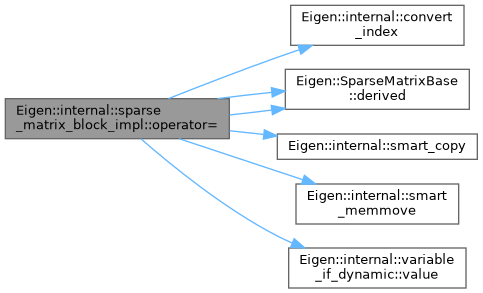 Eigen::internal::convert
_index
Eigen::SparseMatrixBase
::derived
Eigen::internal::sparse
_matrix_block_impl::operator=
Eigen::internal::smart_copy
Eigen::internal::smart
_memmove
Eigen::internal::variable
_if_dynamic::value